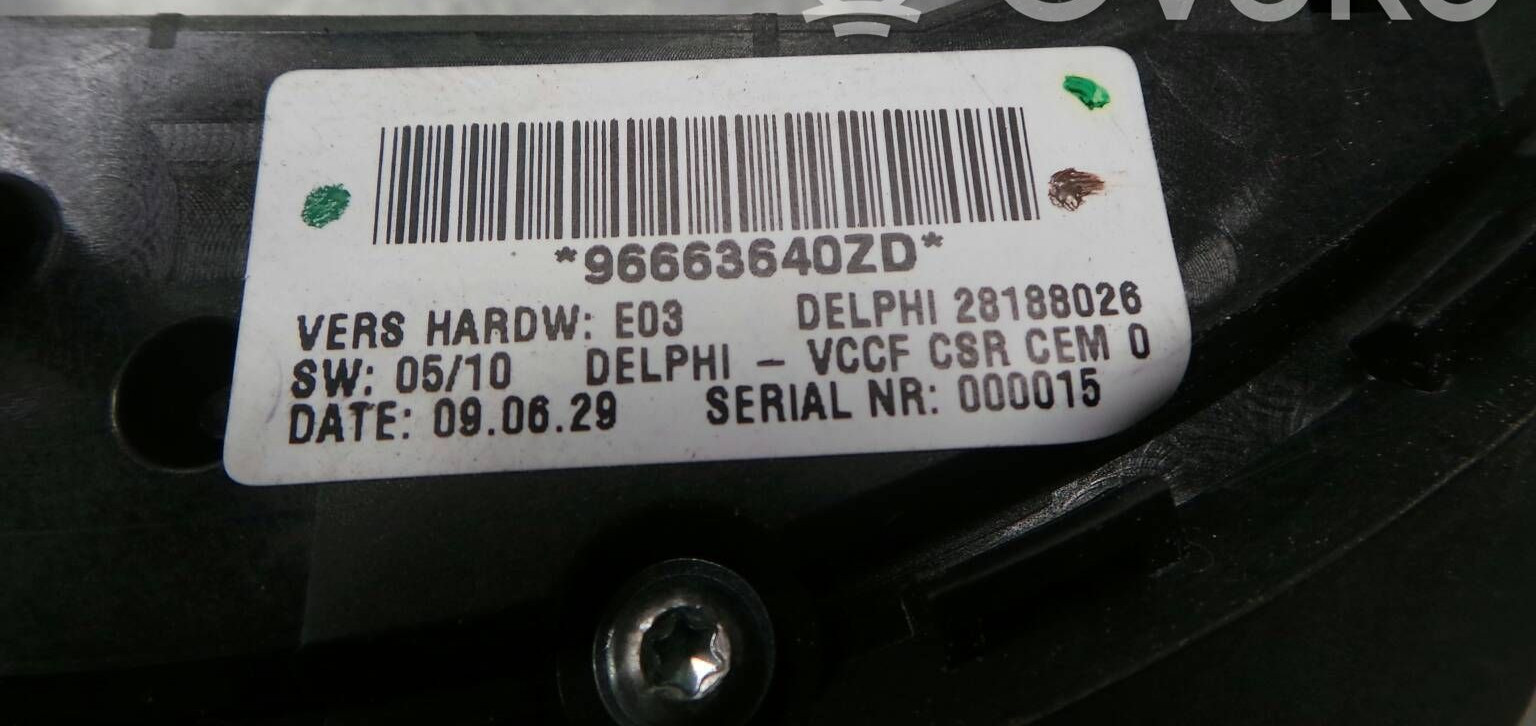 *96663640ZD*
VERS HARDW: E03 DELPHI 28188026
SW: 05/10 DELPHI – VCCF CSR CEM 0
DATE: 09.06.29 SERIAL NR: 000015